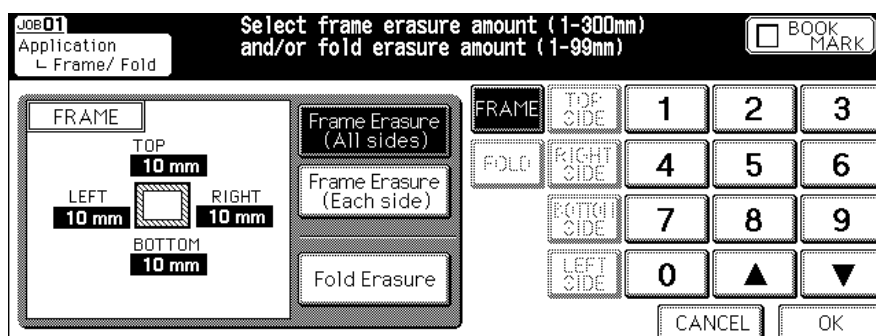 JOB01
Application
Frame/ Fold
Select frame erasure amount (1-300mm)
and/or fold erasure amount (1-99mm)
BOOK
MARK
FRAME
TOP
10 mm
LEFT
10 mm
RIGHT
10 mm
BOTTOM
10 mm
Frame Erasure
(All sides)
Frame Erasure
(Each side)
Fold Erasure
FRAME
TOP
SIDE
1
2
3
FOLD
RIGHT
SIDE
4
5
6
BOTTOM
SIDE
7
8
9
LEFT
SIDE
0
▲
▼
CANCEL
OK